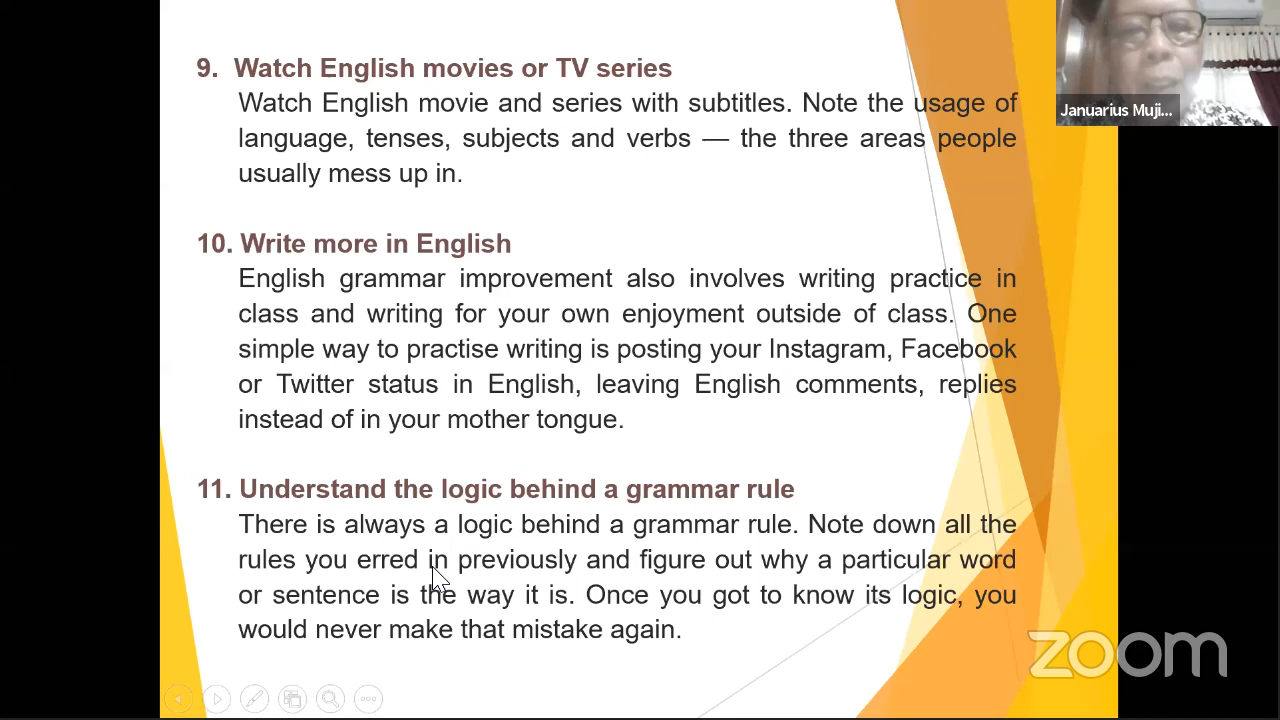 9. Watch English movies or TV series
Watch English movie and series with subtitles. Note the usage of
language, tenses, subjects and verbs — the three areas people
usually mess up in.
10. Write more in English
English grammar improvement also involves writing practice in
class and writing for your own enjoyment outside of class. One
simple way to practise writing is posting your Instagram, Facebook
or Twitter status in English, leaving English comments, replies
instead of in your mother tongue.
11. Understand the logic behind a grammar rule
There is always a logic behind a grammar rule. Note down all the
rules you erred in previously and figure out why a particular word
or sentence is the way it is. Once you got to know its logic, you
would never make that mistake again.
Januarius Muji...
zoom